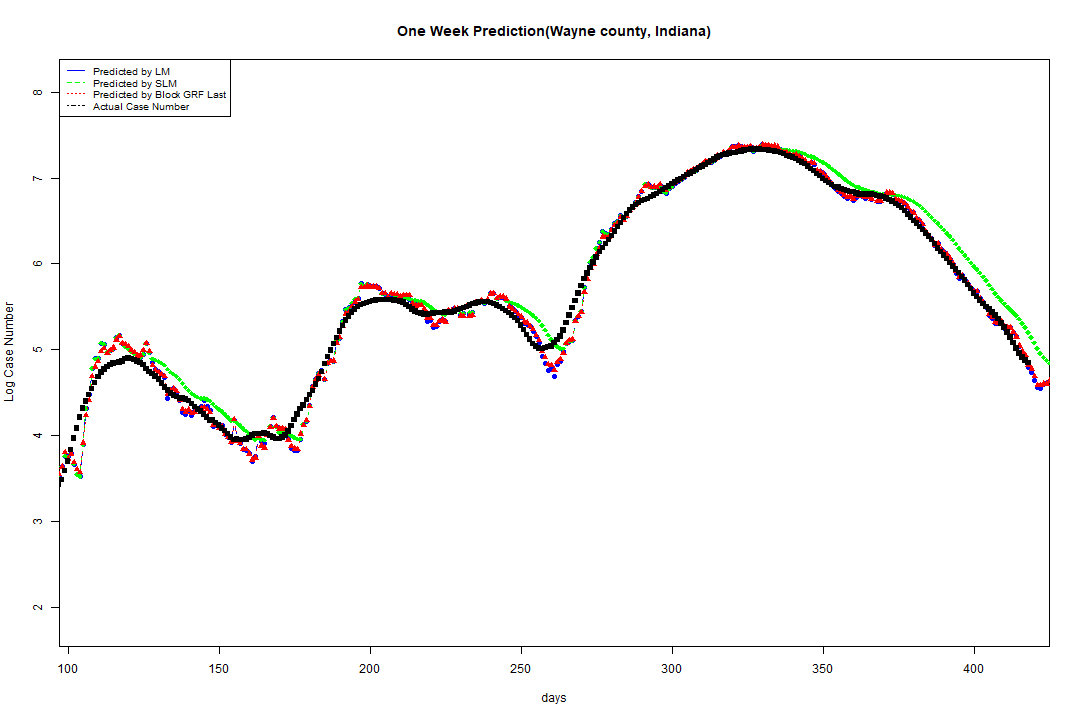 One Week Prediction(Wayne county, Indiana)
Predicted by LM
Predicted by SLM
Predicted by Block GRF Last
Actual Case Number
8
7
6
5
4
3
2
Log Case Number
100 150 200 250 300 350 400
days